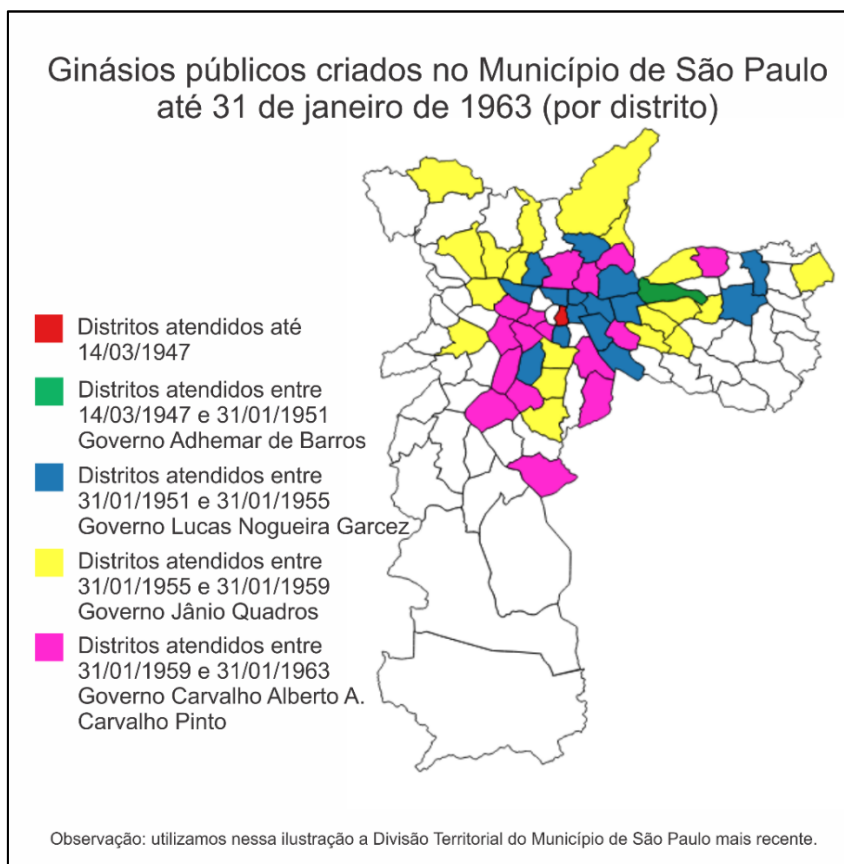 Ginásios públicos criados no Município de São Paulo
até 31 de janeiro de 1963 (por distrito)
Distritos atendidos até
14/03/1947
Distritos atendidos entre
14/03/1947 e 31/01/1951
Governo Adhemar de Barros
Distritos atendidos entre
31/01/1951 e 31/01/1955
Governo Lucas Nogueira Garcez
Distritos atendidos entre
31/01/1955 e 31/01/1959
Governo Jânio Quadros
Distritos atendidos entre
31/01/1959 e 31/01/1963
Governo Carvalho Alberto A.
Carvalho Pinto
Observação: utilizamos nessa ilustração a Divisão Territorial do Município de São Paulo mais recente.